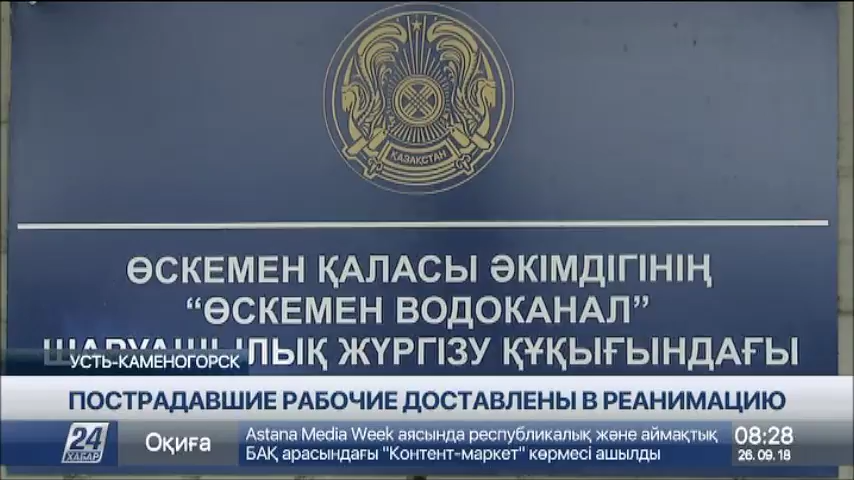 ҚАЗАҚСТАН
ӨСКЕМЕН ҚАЛАСЫ ӘКІМДІГІНІҢ
“ӨСКЕМЕН ВОДОКАНАЛ”
ШАРУАШЫЛЫҚ ЖҮРГІЗУ ҚҰҚЫҒЫНДАҒЫ
УСТЬ-КАМЕНОГОРСК
ПОСТРАДАВШИЕ РАБОЧИЕ ДОСТАВЛЕНЫ В РЕАНИМАЦИЮ
24
ХАБАР
Оқиға
Astana Media Week аясында республикалық және аймақтық
БАҚ арасындағы "Контент-маркет" көрмесі ашылды
08:28
26.09.18